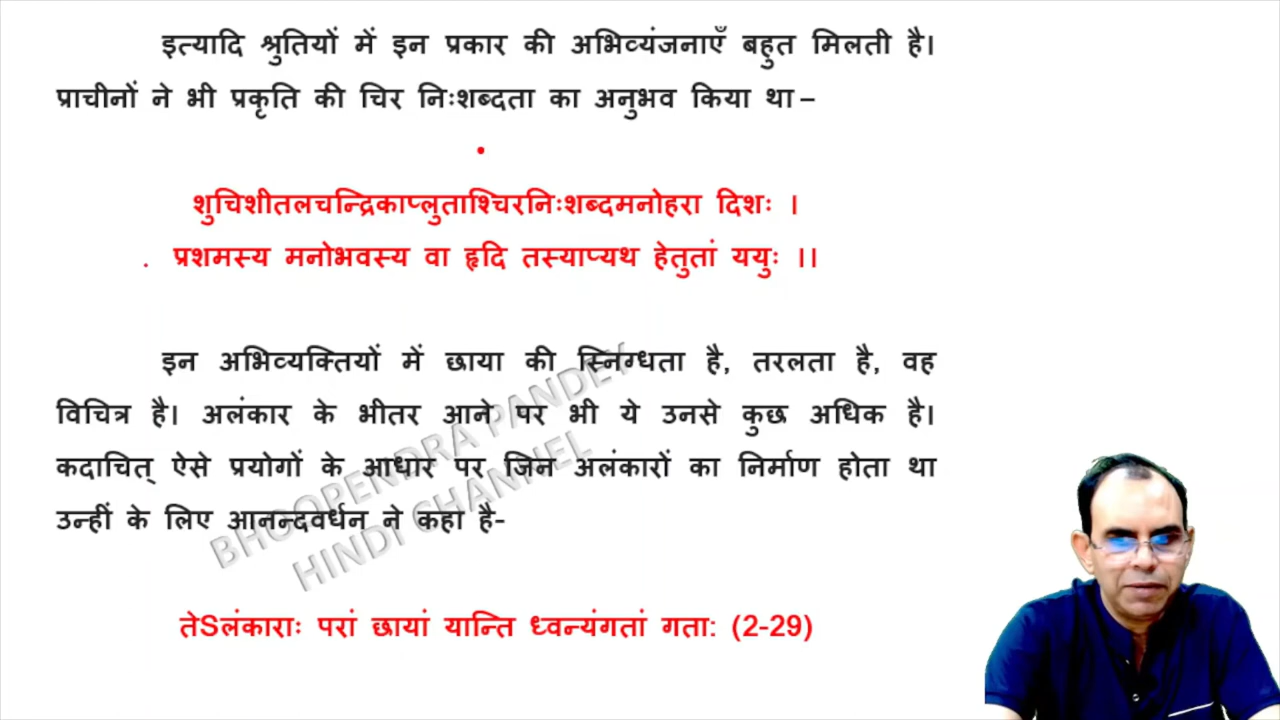 इत्यादि श्रुतियों में इन प्रकार की अभिव्यंजनाएँ बहुत मिलती है।
प्राचीनों ने भी प्रकृति की चिर निःशब्दता का अनुभव किया था –
शुचिशीतलचन्द्रिकाप्लुताश्चिरनिःशब्दमनोहरा दिशः ।
प्रशमस्य मनोभवस्य वा हृदि तस्याप्यथ हेतुतां ययुः ।।
इन अभिव्यक्तियों में छाया की स्निग्धता है, तरलता है, वह
विचित्र है। अलंकार के भीतर आने पर भी ये उनसे कुछ अधिक है।
कदाचित् ऐसे प्रयोगों के आधार पर जिन अलंकारों का निर्माण होता था
उन्हीं के लिए आनन्दवर्धन ने कहा है-
तेSलंकाराः परां छायां यान्ति ध्वन्यंगतां गता: (2-29)
BHOOPENDRA PANDEY
HINDI CHANNEL